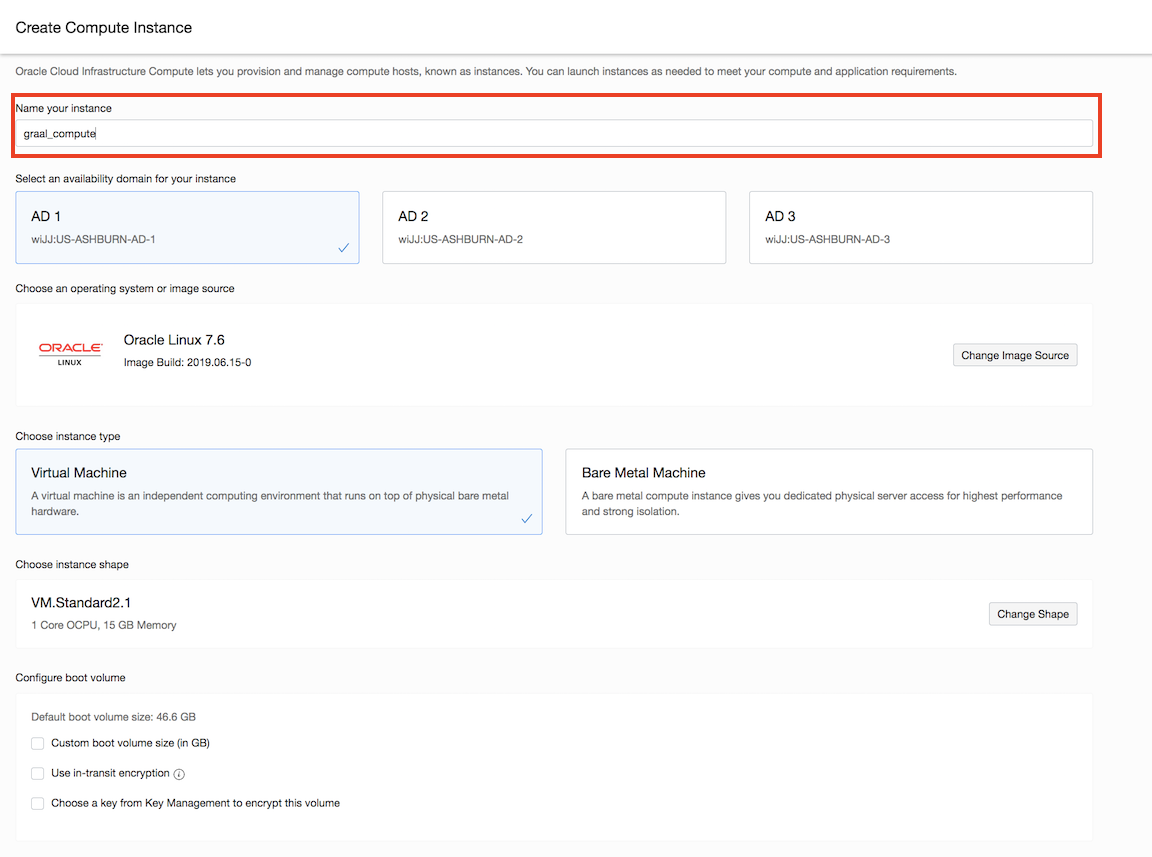 Create Compute Instance
Oracle Cloud Infrastructure Compute lets you provision and manage compute hosts, known as instances. You can launch instances as needed to meet your compute and application requirements.
Name your instance
graal_compute
Select an availability domain for your instance
AD 1
wiJJ:US-ASHBURN-AD-1
AD 2
wiJJ:US-ASHBURN-AD-2
AD 3
wiJJ:US-ASHBURN-AD-3
Choose an operating system or image source
ORACLE
LINUX
Oracle Linux 7.6
Image Build: 2019.06.15-0
Change Image Source
Choose instance type
Virtual Machine
A virtual machine is an independent computing environment that runs on top of physical bare metal
hardware.
Bare Metal Machine
A bare metal compute instance gives you dedicated physical server access for highest performance
and strong isolation.
Choose instance shape
VM.Standard2.1
1 Core OCPU, 15 GB Memory
Change Shape
Configure boot volume
Default boot volume size: 46.6 GB
Custom boot volume size (in GB)
Use in-transit encryption
Choose a key from Key Management to encrypt this volume